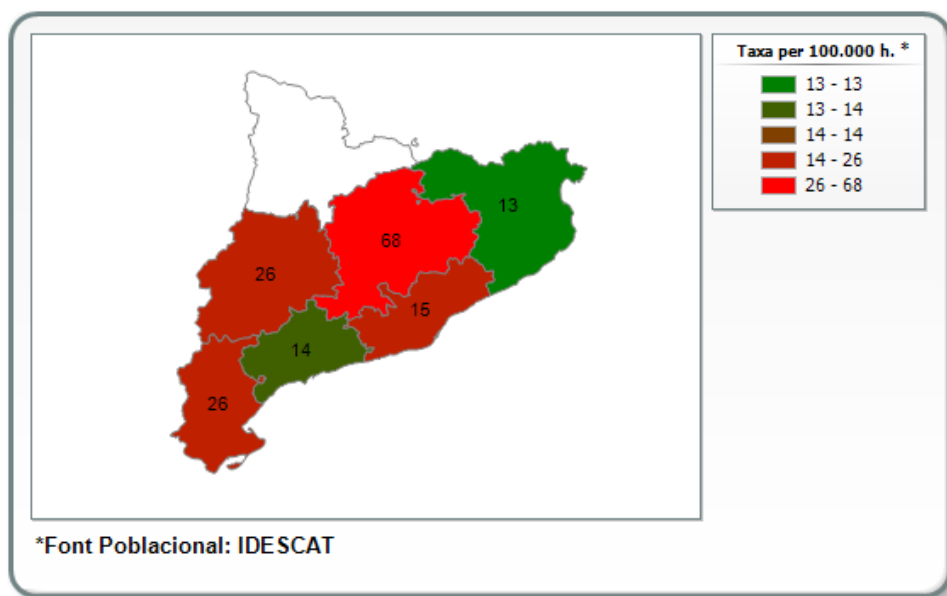 Taxa per 100.000 h. *
13 - 13
13 - 14
14 - 14
14 - 26
26 - 68
13
68
26
15
14
26
*Font Poblacional: IDESCAT